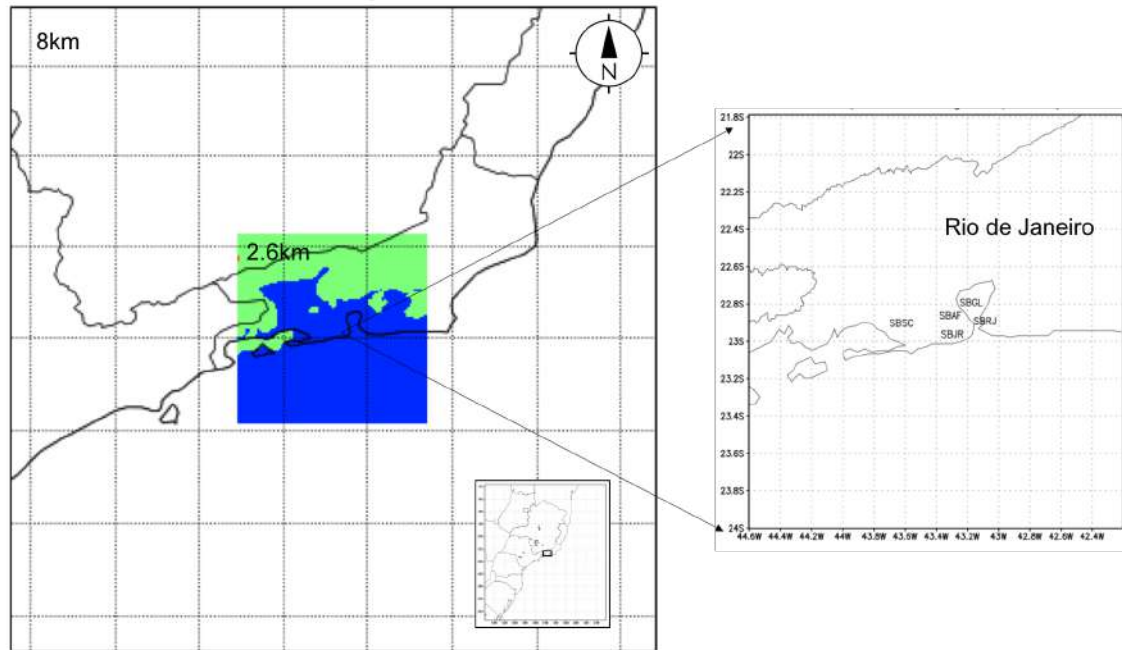 8km
N
2.6km
21.8S
22S
22.2S
22.4S
Rio de Janeiro
22.6S
22.8S
SBGL
SBAF
SBRJ
SBSC
SBJR
23S
23.2S
23.4S
23.6S
23.8S
24S
44.6W 44.4W 44.2W 44W 43.8W 43.6W 43.4W 43.2W 43W 42.8W 42.6W 42.4W